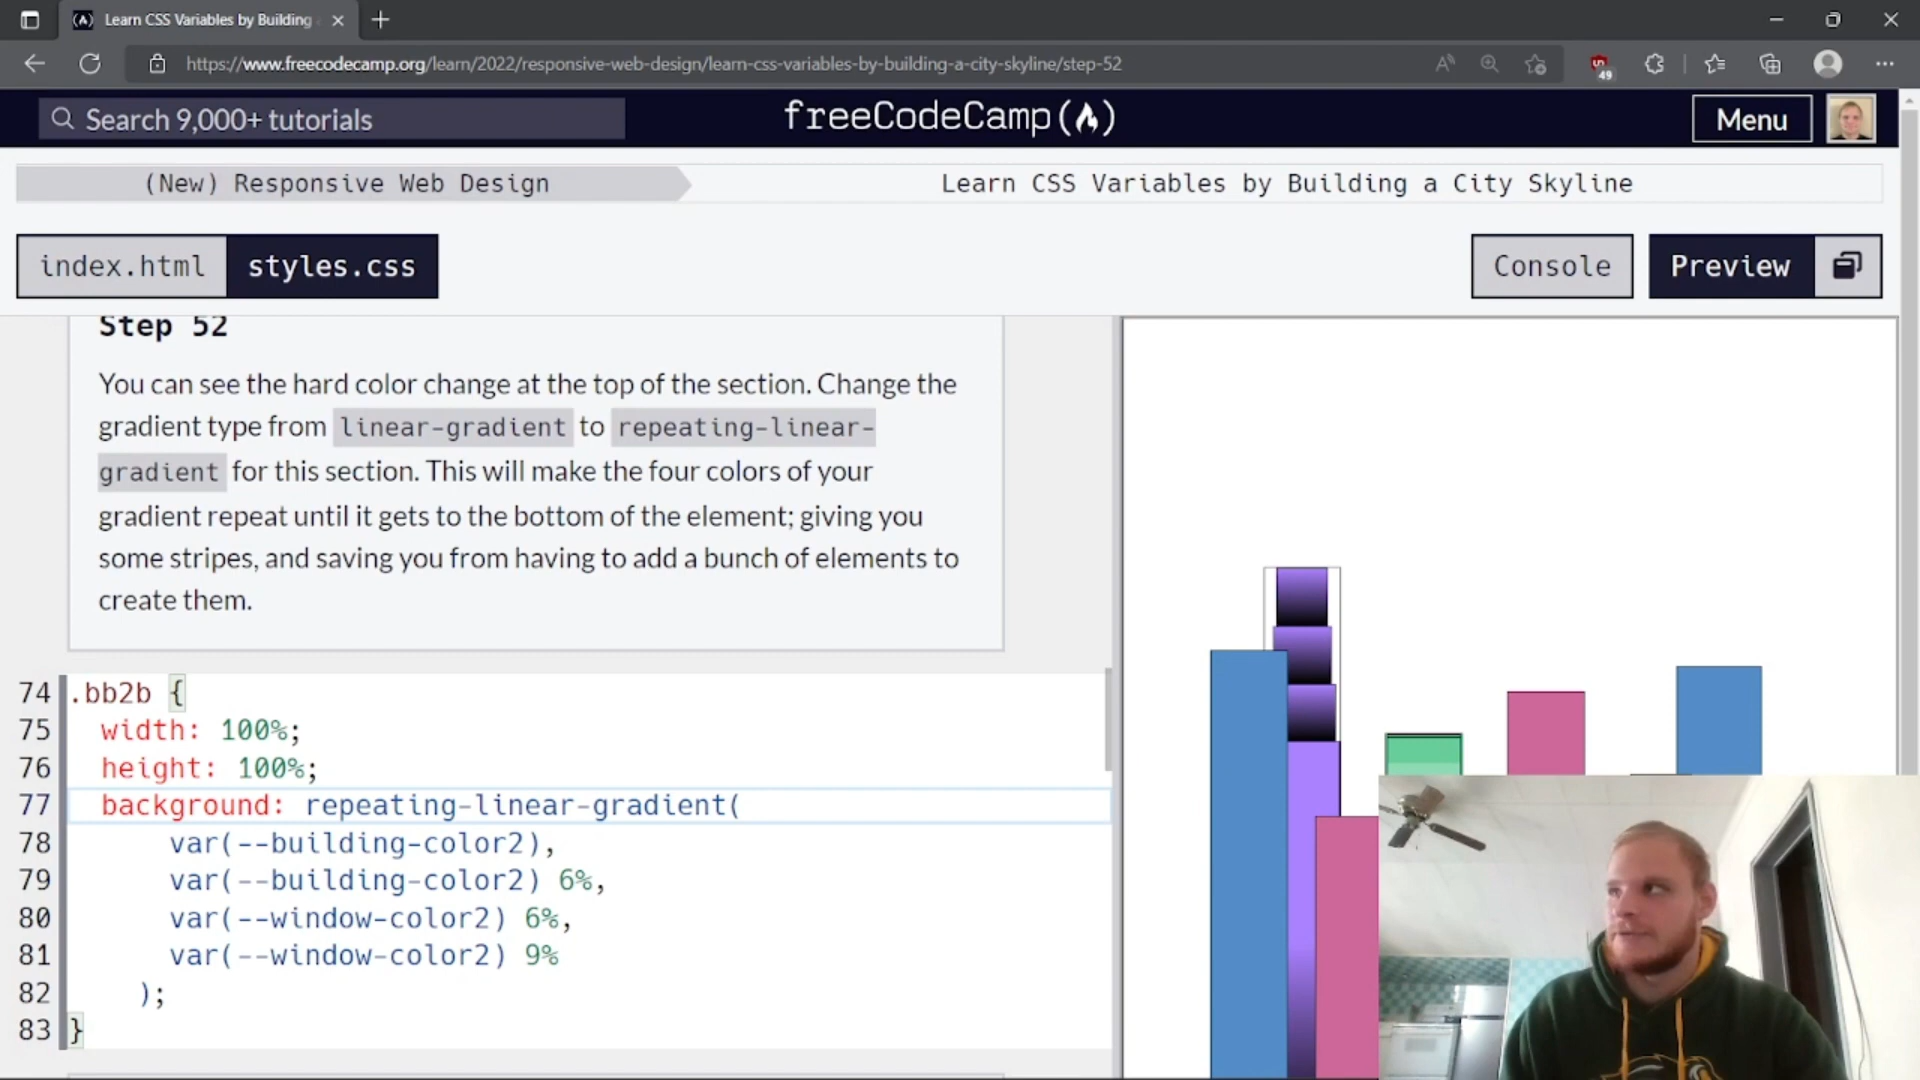 Learn CSS Variables by Building
https://www.freecodecamp.org/learn/2022/responsive-web-design/learn-css-variables-by-building-a-city-skyline/step-52
49
Search 9,000+ tutorials
freeCodeCamp
Menu
(New) Responsive Web Design
Learn CSS Variables by Building a City Skyline
index.html
styles.css
Console
Preview
Step 52
You can see the hard color change at the top of the section. Change the
gradient type from linear-gradient to repeating-linear-
gradient for this section. This will make the four colors of your
gradient repeat until it gets to the bottom of the element; giving you
some stripes, and saving you from having to add a bunch of elements to
create them.
74 .bb2b {
75 width: 100%;
76 height: 100%;
77 background: repeating-linear-gradient(
78 var(--building-color2),
79 var(--building-color2) 6%,
80 var(--window-color2) 6%,
81 var(--window-color2) 9%
82 );
83 }